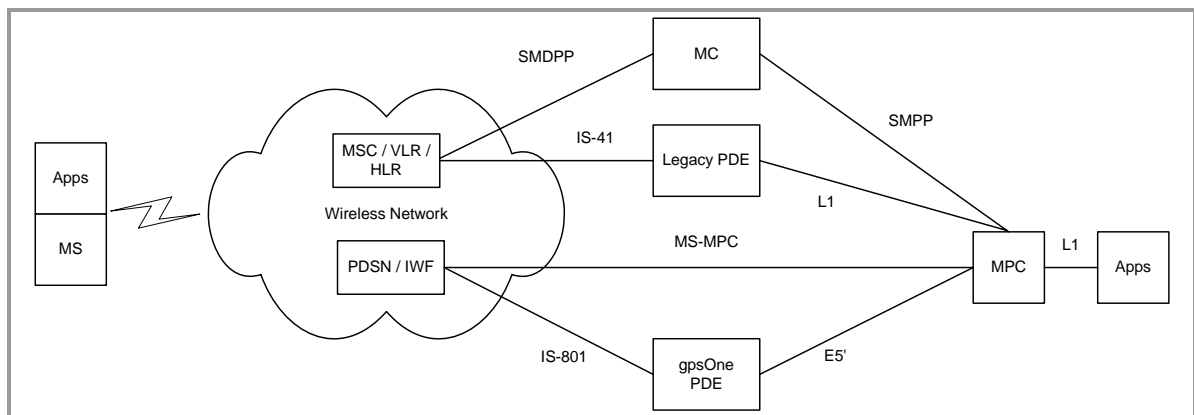 SMDPP
MC
SMPP
IS-41
MSC / VLR /
HLR
Legacy PDE
Apps
MS
Wireless Network
L1
MS-MPC
L1
PDSN / IWF
MPC
Apps
IS-801
gpsOne
PDE
E5'